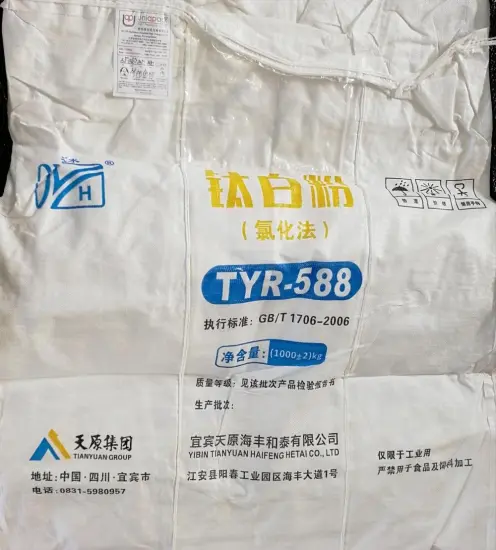 uniapac
江水 ®
H
钛白粉
(氯化法)
TYR-588
执行标准: GB/T 1706-2006
净含量: (1000±2)kg
质量等级: 见该批次产品检验报告书
生产批次:
天原集团
TIANYUAN GROUP
地址: 中国·四川·宜宾市
电话: 0831-5980957
宜宾天原海丰和泰有限公司
YIBIN TIANYUAN HAIFENG HETAI CO., LTD
江安县阳春工业园区海丰大道1号
仅限于工业用
严禁用于食品及饲料加工